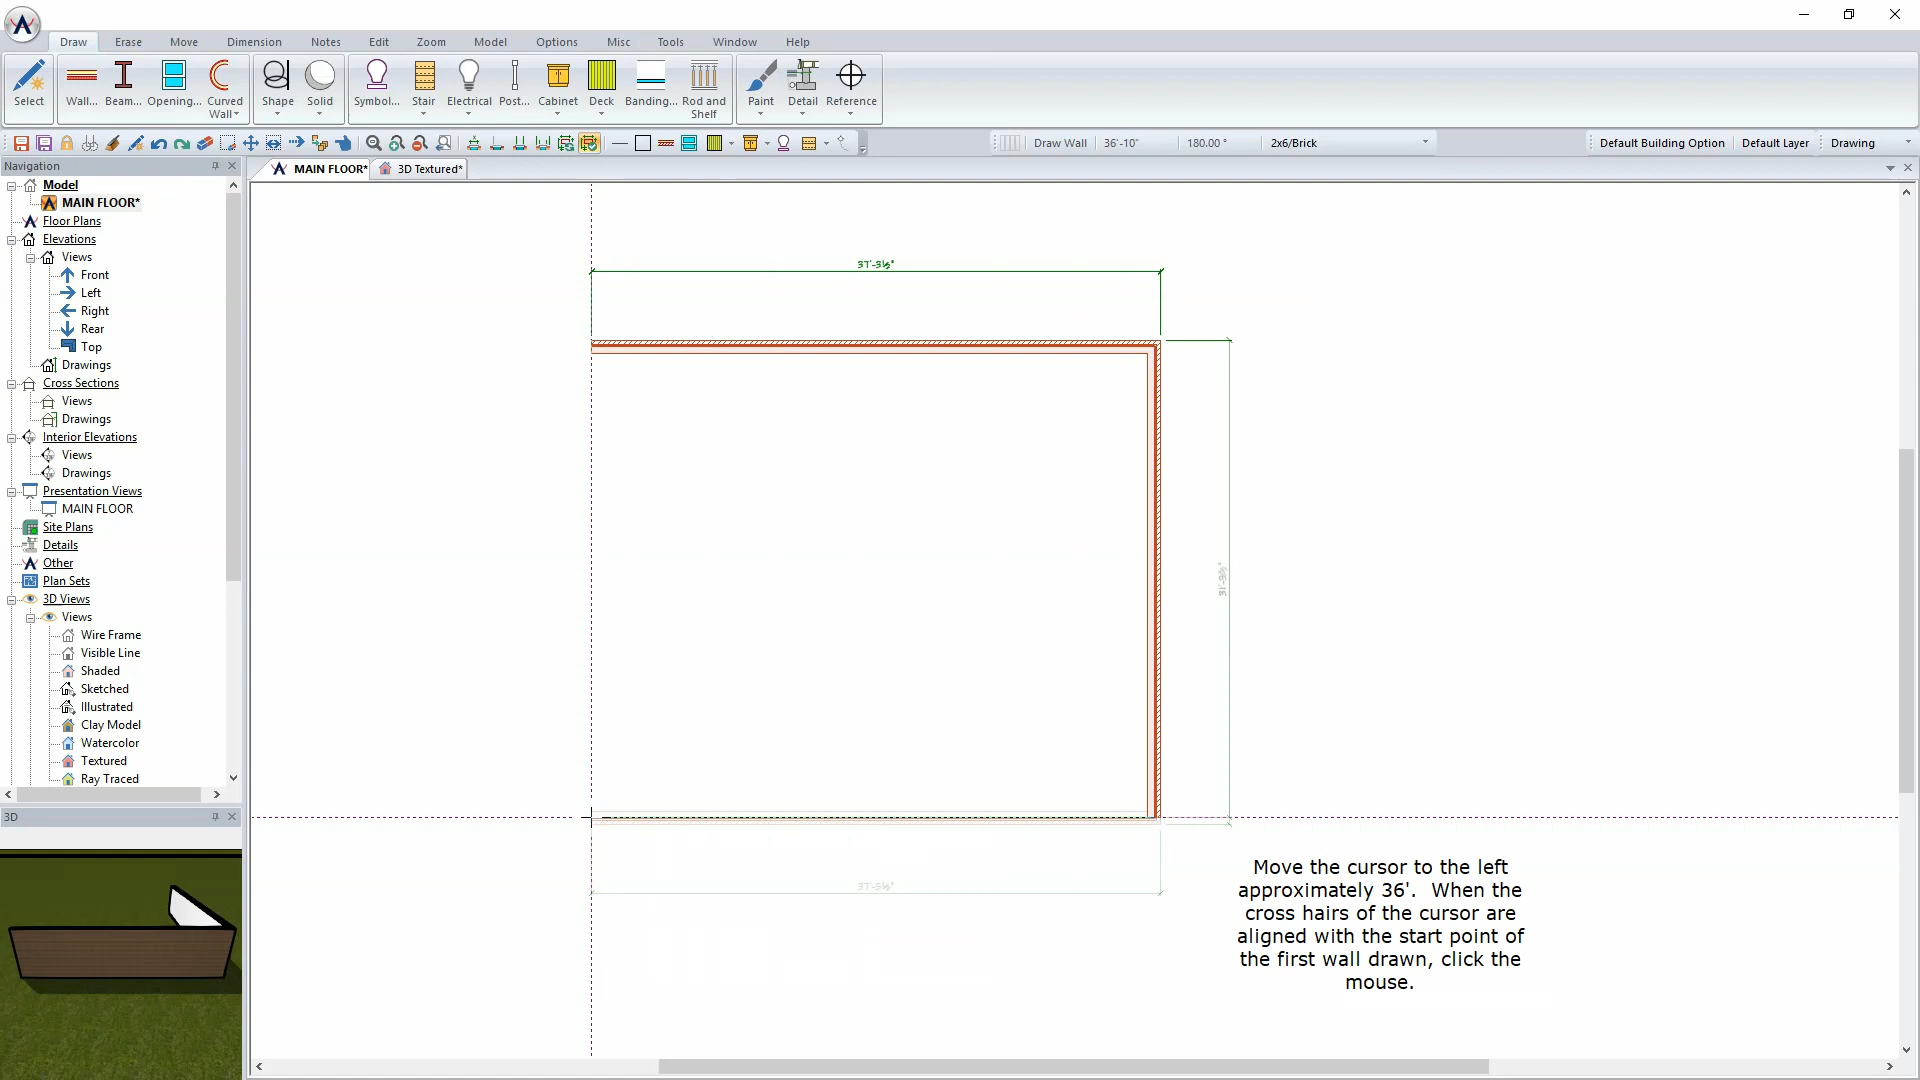 Draw Erase Move Dimension Notes Edit Zoom Model Options Misc Tools Window Help
Select Wall... Beam... Opening... Curved Wall Shape Solid Symbol... Stair Electrical Post... Cabinet Deck Banding... Rod and Shelf Paint Detail Reference
Draw Wall 36'-10" 180.00 ° 2x6/Brick Default Building Option Default Layer Drawing
Navigation
MAIN FLOOR* 3D Textured*
Model
MAIN FLOOR*
Floor Plans
Elevations
Views
Front
Left
Right
Rear
Top
Drawings
Cross Sections
Views
Drawings
Interior Elevations
Views
Drawings
Presentation Views
MAIN FLOOR
Site Plans
Details
Other
Plan Sets
3D Views
Views
Wire Frame
Visible Line
Shaded
Sketched
Illustrated
Clay Model
Watercolor
Textured
Ray Traced
3D
37'-3½"
Move the cursor to the left
approximately 36'. When the
cross hairs of the cursor are
aligned with the start point of
the first wall drawn, click the
mouse.